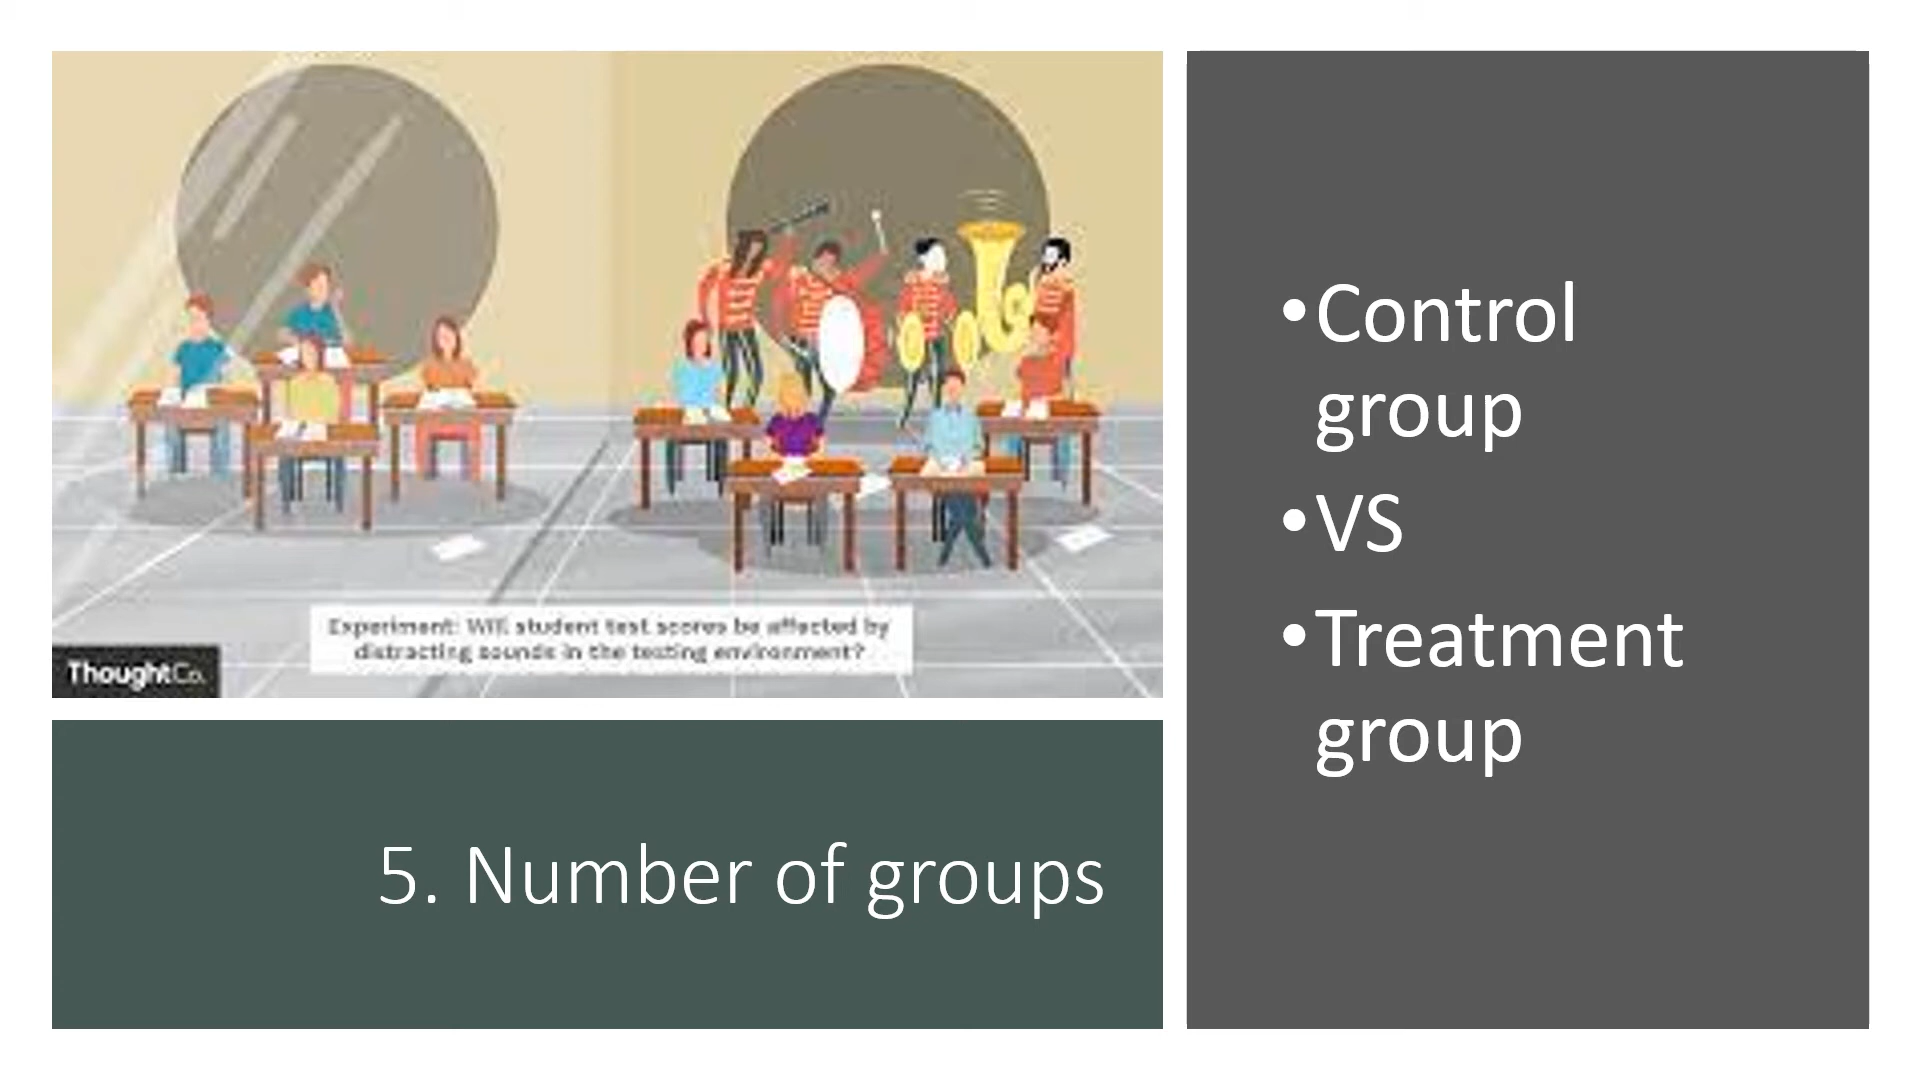 Experiment: Will student test scores be affected by
distracting sounds in the testing environment?
ThoughtCo.
5. Number of groups
•Control
group
•VS
•Treatment
group